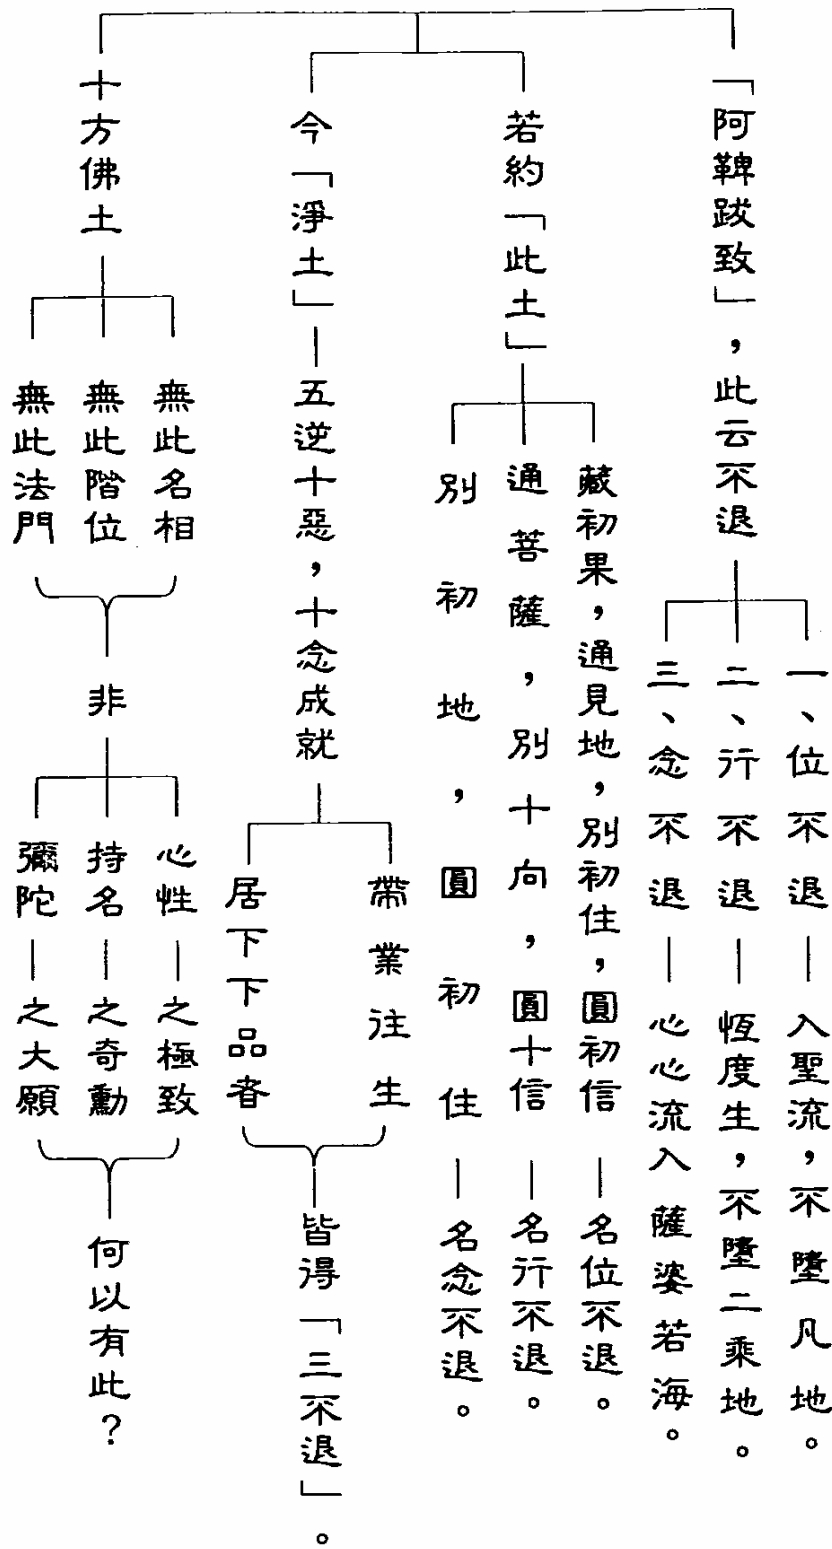 「阿鞞跋致」，此云不退
一、位不退—入聖流，不墮凡地。
二、行不退—恆度生，不墮二乘地。
三、念不退—心心流入薩婆若海。
若約「此土」
藏初果，通見地，別初住，圓初信—名位不退。
通菩薩，別十向，圓十信—名行不退。
別初地，圓初住—名念不退。
今「淨土」—五逆十惡，十念成就
帶業往生
居下下品者
皆得「三不退」。
十方佛土
無此名相
無此階位
無此法門
非
心性—之極致
持名—之奇勳
彌陀—之大願
何以有此？